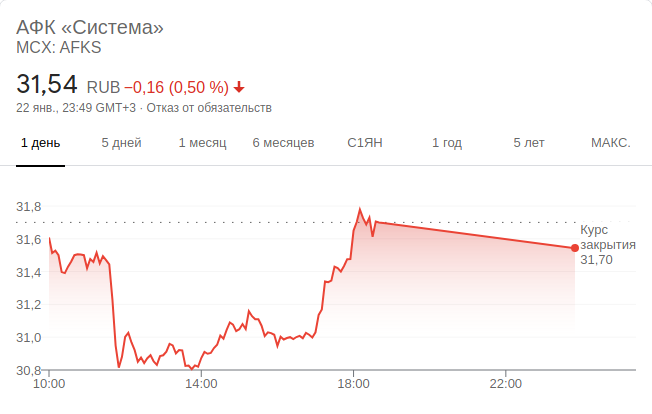 АФК «Система»
MCX: AFKS
31,54 RUB −0,16 (0,50 %)
22 янв., 23:49 GMT+3 · Отказ от обязательств
1 день 5 дней 1 месяц 6 месяцев С1ЯН 1 год 5 лет МАКС.
31,8
31,6
31,4
31,2
31,0
30,8
Курс
закрытия
31,70
10:00 14:00 18:00 22:00